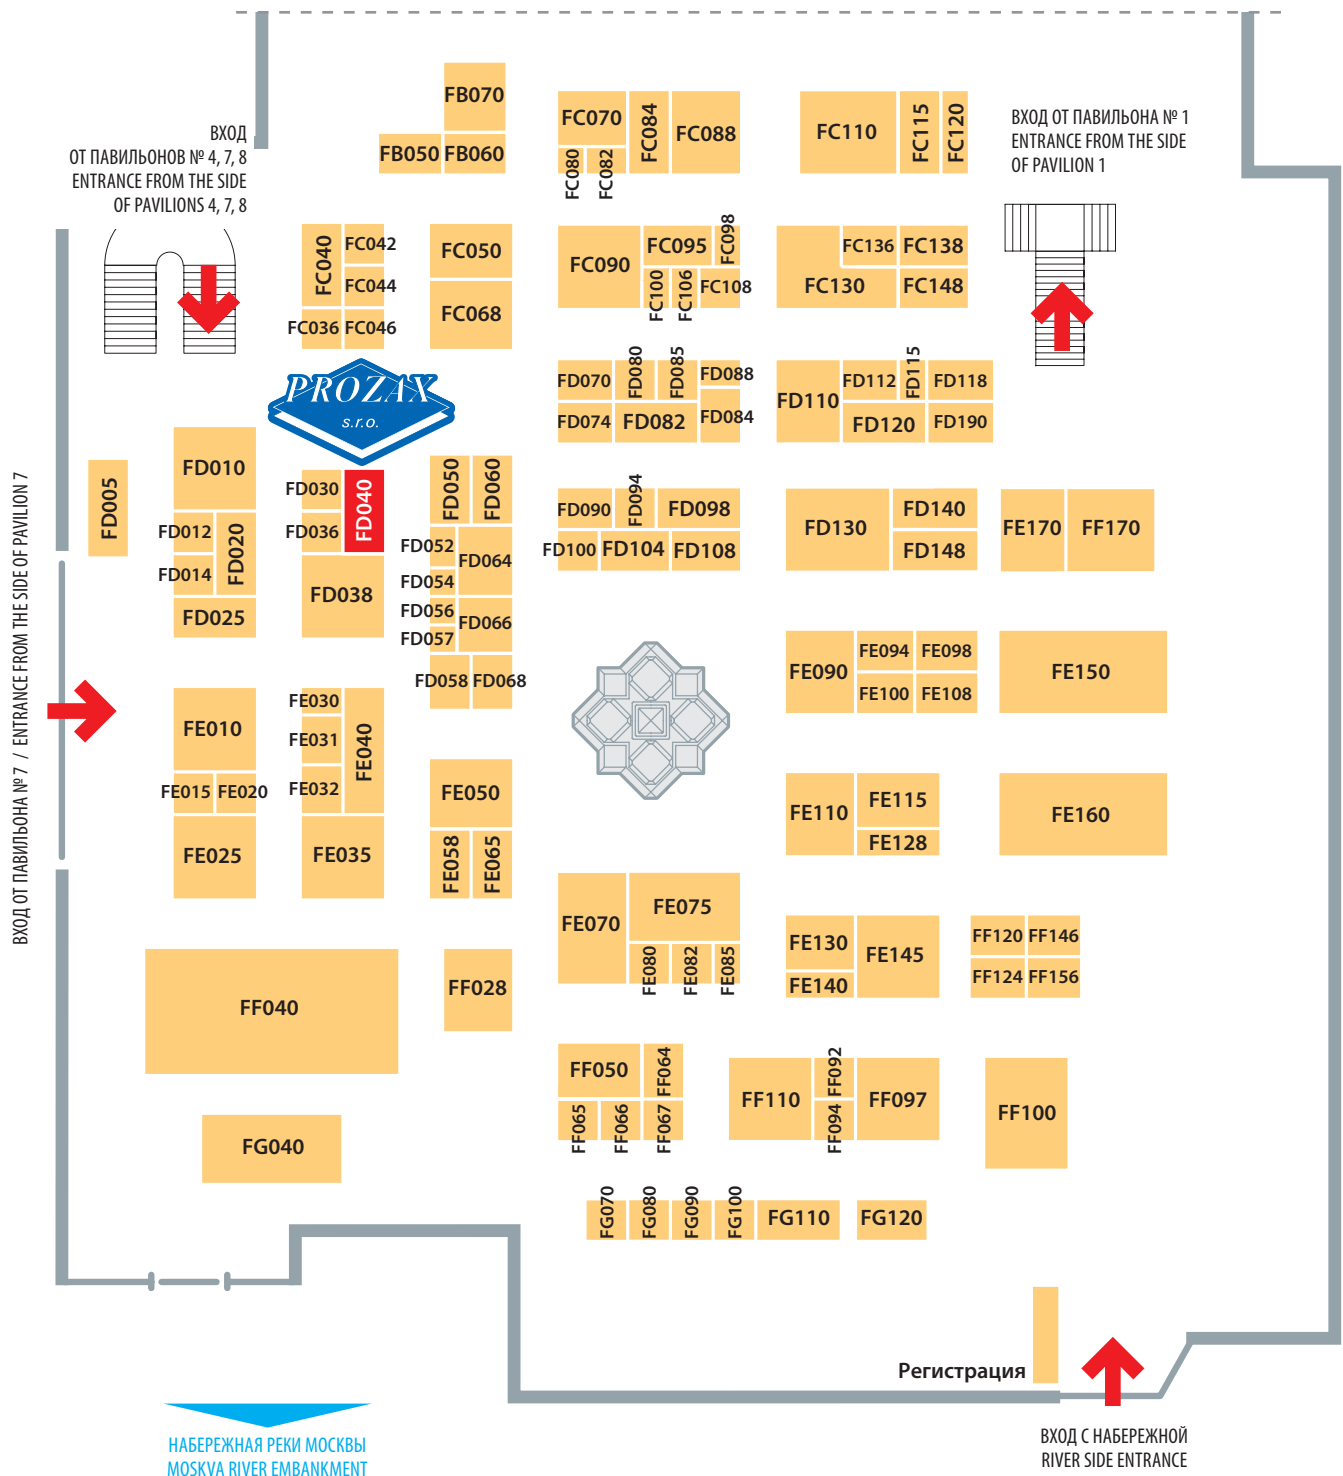 FB070
FB050
FB060
FC070
FC084
FC088
FC080
FC082
FC110
FC115
FC120
ВХОД
ОТ ПАВИЛЬОНОВ № 4, 7, 8
ENTRANCE FROM THE SIDE
OF PAVILIONS 4, 7, 8
ВХОД ОТ ПАВИЛЬОНА № 1
ENTRANCE FROM THE SIDE
OF PAVILION 1
FC040
FC042
FC044
FC036
FC046
FC050
FC068
FC090
FC095
FC098
FC100
FC106
FC108
FC136
FC138
FC130
FC148
PROZAX
s.r.o.
FD070
FD080
FD085
FD088
FD074
FD082
FD084
FD110
FD112
FD115
FD118
FD120
FD190
FD005
FD010
FD012
FD020
FD014
FD025
FD030
FD040
FD036
FD038
FD050
FD060
FD052
FD064
FD054
FD056
FD066
FD057
FD058
FD068
FD090
FD094
FD098
FD100
FD104
FD108
FD130
FD140
FD148
FE170
FF170
ВХОД ОТ ПАВИЛЬОНА № 7 / ENTRANCE FROM THE SIDE OF PAVILION 7
FE010
FE015
FE020
FE025
FE030
FE031
FE040
FE032
FE035
FE050
FE058
FE065
FE090
FE094
FE098
FE100
FE108
FE150
FE110
FE115
FE128
FE160
FE070
FE075
FE080
FE082
FE085
FE130
FE145
FE140
FF120
FF146
FF124
FF156
FF040
FF028
FF050
FF064
FF065
FF066
FF067
FF110
FF092
FF094
FF097
FF100
FG040
FG070
FG080
FG090
FG100
FG110
FG120
Регистрация
НАБЕРЕЖНАЯ РЕКИ МОСКВЫ
MOSKVA RIVER EMBANKMENT
ВХОД С НАБЕРЕЖНОЙ
RIVER SIDE ENTRANCE